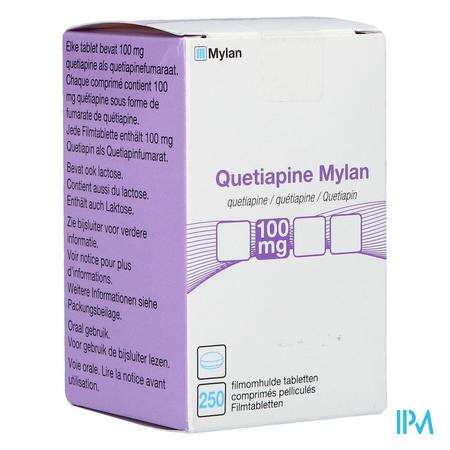 Elke tablet bevat 100 mg
quetiapine als quetiapinefumaraat.
Chaque comprimé contient 100
mg quétiapine sous forme de
fumarate de quétiapine.
Jede Filmtablette enthält 100 mg
Quetiapin als Quetiapinfumarat.
Bevat ook lactose.
Contient aussi du lactose.
Enthält auch Laktose.
Zie bijsluiter voor verdere
informatie.
Voir notice pour plus
d'informations.
Weitere Informationen siehe
Packungsbeilage.
Oraal gebruik.
Voor gebruik de bijsluiter lezen.
Voie orale. Lire la notice avant
utilisation.
Mylan
Quetiapine Mylan
quetiapine / quétiapine / Quetiapin
100
mg
250
filmomhulde tabletten
comprimés pelliculés
Filmtabletten
IPM